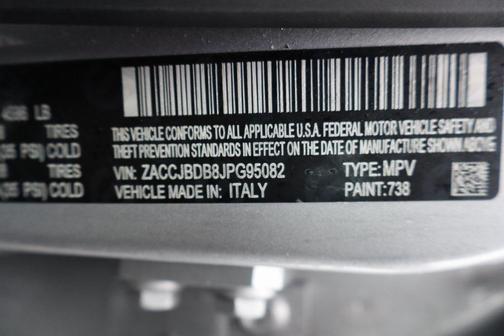 LB
TIRES
PSI) COLD
TIRES
PSI) COLD
THIS VEHICLE CONFORMS TO ALL APPLICABLE U.S.A. FEDERAL MOTOR VEHICLE SAFETY AND
THEFT PREVENTION STANDARDS IN EFFECT ON THE DATE OF MANUFACTURE SHOWN ABOVE.
VIN: ZACCJBDB8JPG95082 TYPE: MPV
VEHICLE MADE IN: ITALY PAINT: 738